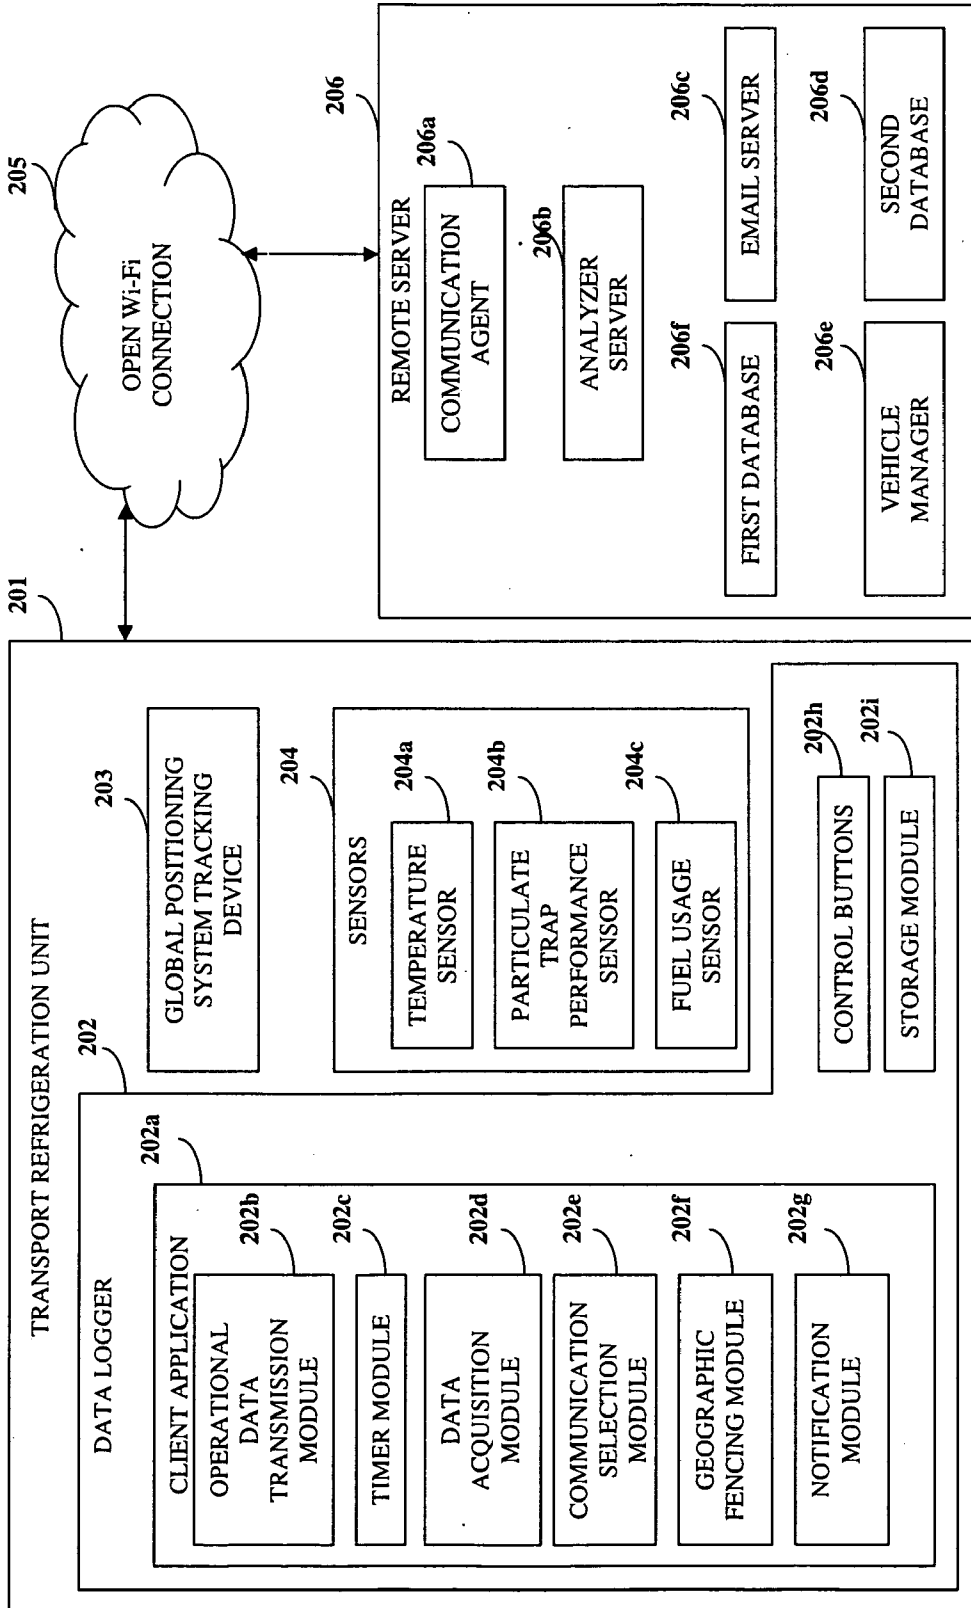 TRANSPORT REFRIGERATION UNIT
201
DATA LOGGER
202
CLIENT APPLICATION
202a
OPERATIONAL
DATA
TRANSMISSION
MODULE
202b
TIMER MODULE
202c
DATA
ACQUISITION
MODULE
202d
COMMUNICATION
SELECTION
MODULE
202e
GEOGRAPHIC
FENCING MODULE
202f
NOTIFICATION
MODULE
202g
GLOBAL POSITIONING
SYSTEM TRACKING
DEVICE
203
SENSORS
204
TEMPERATURE
SENSOR
204a
PARTICULATE
TRAP
PERFORMANCE
SENSOR
204b
FUEL USAGE
SENSOR
204c
CONTROL BUTTONS
202h
STORAGE MODULE
202i
OPEN Wi-Fi
CONNECTION
205
REMOTE SERVER
206
COMMUNICATION
AGENT
206a
ANALYZER
SERVER
206b
FIRST DATABASE
206f
EMAIL SERVER
206c
VEHICLE
MANAGER
206e
SECOND
DATABASE
206d